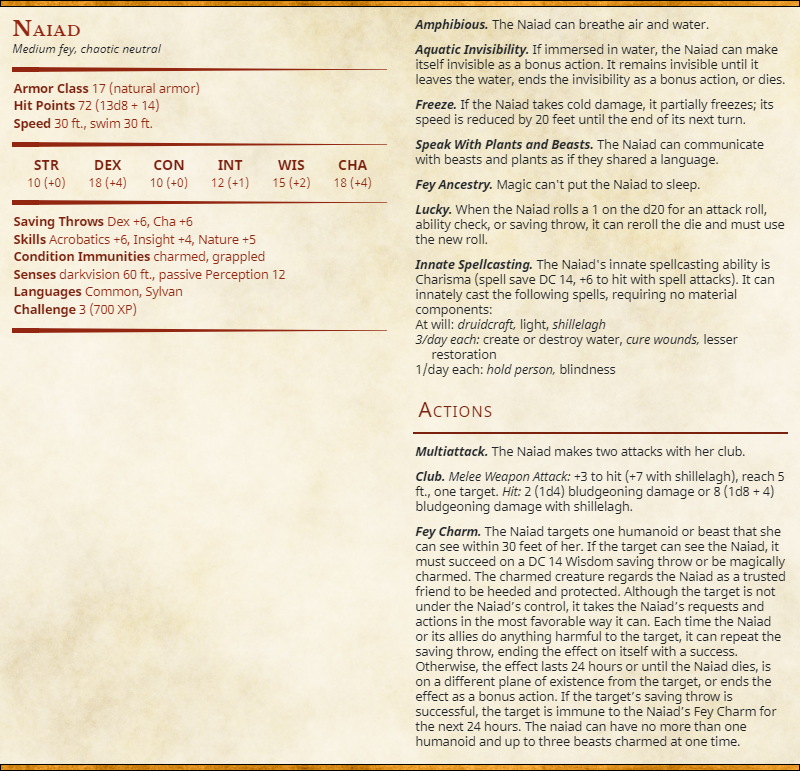 Naiad
Medium fey, chaotic neutral
Armor Class 17 (natural armor)
Hit Points 72 (13d8 + 14)
Speed 30 ft., swim 30 ft.
STR DEX CON INT WIS CHA
10 (+0) 18 (+4) 10 (+0) 12 (+1) 15 (+2) 18 (+4)
Saving Throws Dex +6, Cha +6
Skills Acrobatics +6, Insight +4, Nature +5
Condition Immunities charmed, grappled
Senses darkvision 60 ft., passive Perception 12
Languages Common, Sylvan
Challenge 3 (700 XP)
Amphibious. The Naiad can breathe air and water.
Aquatic Invisibility. If immersed in water, the Naiad can make
itself invisible as a bonus action. It remains invisible until it
leaves the water, ends the invisibility as a bonus action, or dies.
Freeze. If the Naiad takes cold damage, it partially freezes; its
speed is reduced by 20 feet until the end of its next turn.
Speak With Plants and Beasts. The Naiad can communicate
with beasts and plants as if they shared a language.
Fey Ancestry. Magic can't put the Naiad to sleep.
Lucky. When the Naiad rolls a 1 on the d20 for an attack roll,
ability check, or saving throw, it can reroll the die and must use
the new roll.
Innate Spellcasting. The Naiad's innate spellcasting ability is
Charisma (spell save DC 14, +6 to hit with spell attacks). It can
innately cast the following spells, requiring no material
components:
At will: druidcraft, light, shillelagh
3/day each: create or destroy water, cure wounds, lesser
restoration
1/day each: hold person, blindness
Actions
Multiattack. The Naiad makes two attacks with her club.
Club. Melee Weapon Attack: +3 to hit (+7 with shillelagh), reach 5
ft., one target. Hit: 2 (1d4) bludgeoning damage or 8 (1d8 + 4)
bludgeoning damage with shillelagh.
Fey Charm. The Naiad targets one humanoid or beast that she
can see within 30 feet of her. If the target can see the Naiad, it
must succeed on a DC 14 Wisdom saving throw or be magically
charmed. The charmed creature regards the Naiad as a trusted
friend to be heeded and protected. Although the target is not
under the Naiad's control, it takes the Naiad's requests and
actions in the most favorable way it can. Each time the Naiad
or its allies do anything harmful to the target, it can repeat the
saving throw, ending the effect on itself with a success.
Otherwise, the effect lasts 24 hours or until the Naiad dies, is
on a different plane of existence from the target, or ends the
effect as a bonus action. If the target's saving throw is
successful, the target is immune to the Naiad's Fey Charm for
the next 24 hours. The naiad can have no more than one
humanoid and up to three beasts charmed at one time.